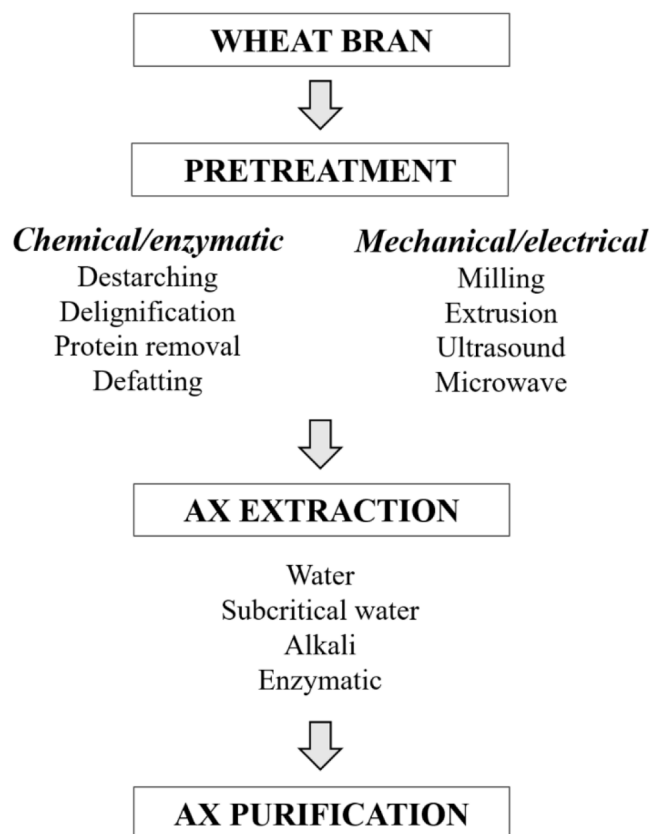 WHEAT BRAN
PRETREATMENT
Chemical/enzymatic
Destarching
Delignification
Protein removal
Defatting
Mechanical/electrical
Milling
Extrusion
Ultrasound
Microwave
AX EXTRACTION
Water
Subcritical water
Alkali
Enzymatic
AX PURIFICATION